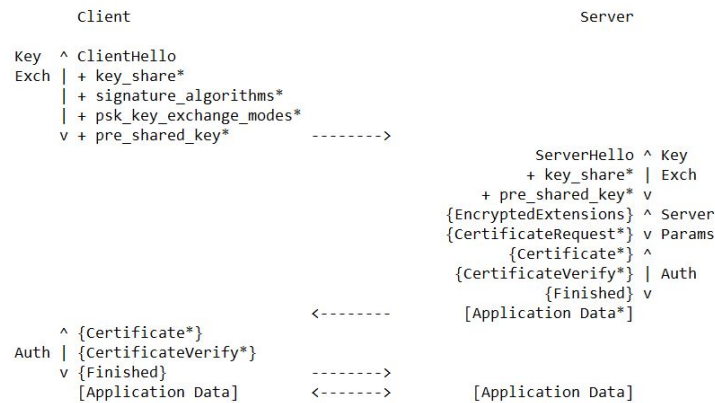 Client                                               Server

Key  ^ ClientHello
Exch | + key_share*
     | + signature_algorithms*
     | + psk_key_exchange_modes*
     v + pre_shared_key*         -------->
                                                  ServerHello ^ Key
                                                 + key_share* | Exch
                                            + pre_shared_key* v
                                        {EncryptedExtensions} ^ Server
                                        {CertificateRequest*} v Params
                                               {Certificate*} ^
                                         {CertificateVerify*} | Auth
                                                   {Finished} v
                                 <--------  [Application Data*]
     ^ {Certificate*}
Auth | {CertificateVerify*}
     v {Finished}                -------->
       [Application Data]        <------->  [Application Data]